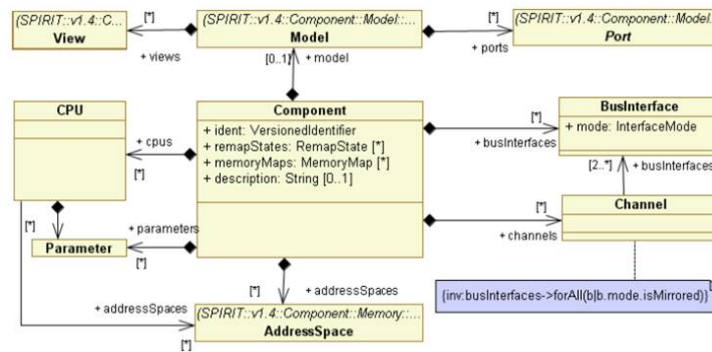 (SPIRIT::v1.4::C...
View
[*]
+ views
(SPIRIT::v1.4::Component::Model::...
Model
[*]
+ ports
(SPIRIT::v1.4::Component::Model...
Port
[0..1]
+ model
CPU
+ cpus
[*]
Component
+ ident: VersionedIdentifier
+ remapStates: RemapState [*]
+ memoryMaps: MemoryMap [*]
+ description: String [0..1]
[*]
+ busInterfaces
BusInterface
+ mode: InterfaceMode
[2..*]
+ busInterfaces
[*]
+ channels
Channel
[*]
Parameter
+ parameters
[*]
[*]
+ addressSpaces
+ addressSpaces
[*]
(SPIRIT::v1.4::Component::Memory::...
AddressSpace
{inv:busInterfaces->forAll(b|b.mode.isMirrored)}